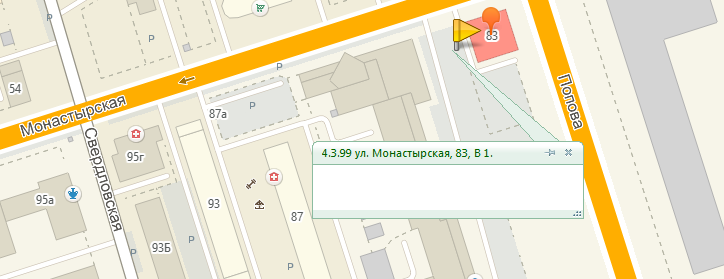 P
83
P
54
P
Монастырская
P
87а
Попова
Свердловская
95г
4.3.99 ул. Монастырская, 83, В 1.
95а
93
87
93Б
P